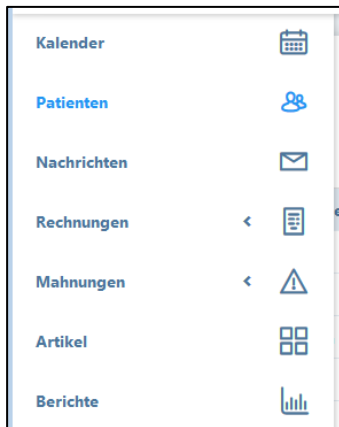 Kalender
Patienten
Nachrichten
Rechnungen
Mahnungen
Artikel
Berichte